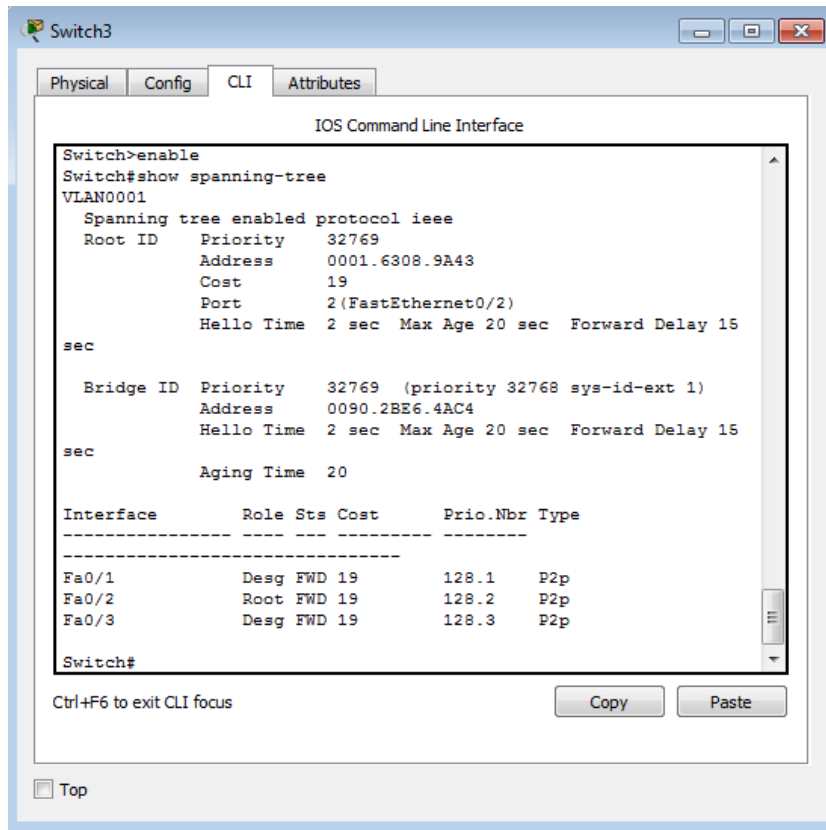 Switch3
Physical Config CLI Attributes
IOS Command Line Interface
Switch>enable
Switch#show spanning-tree
VLAN0001
  Spanning tree enabled protocol ieee
  Root ID    Priority    32769
             Address     0001.6308.9A43
             Cost        19
             Port        2(FastEthernet0/2)
             Hello Time  2 sec  Max Age 20 sec  Forward Delay 15
sec

  Bridge ID  Priority    32769  (priority 32768 sys-id-ext 1)
             Address     0090.2BE6.4AC4
             Hello Time  2 sec  Max Age 20 sec  Forward Delay 15
sec
             Aging Time  20

Interface        Role Sts Cost      Prio.Nbr Type
---------------- ---- --- --------- --------
--------------------------------
Fa0/1            Desg FWD 19        128.1    P2p
Fa0/2            Root FWD 19        128.2    P2p
Fa0/3            Desg FWD 19        128.3    P2p

Switch#
Ctrl+F6 to exit CLI focus Copy Paste
Top